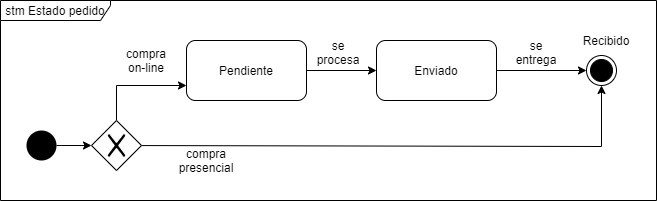 stm Estado pedido
compra
on-line
Pendiente
se
procesa
Enviado
se
entrega
Recibido
compra
presencial